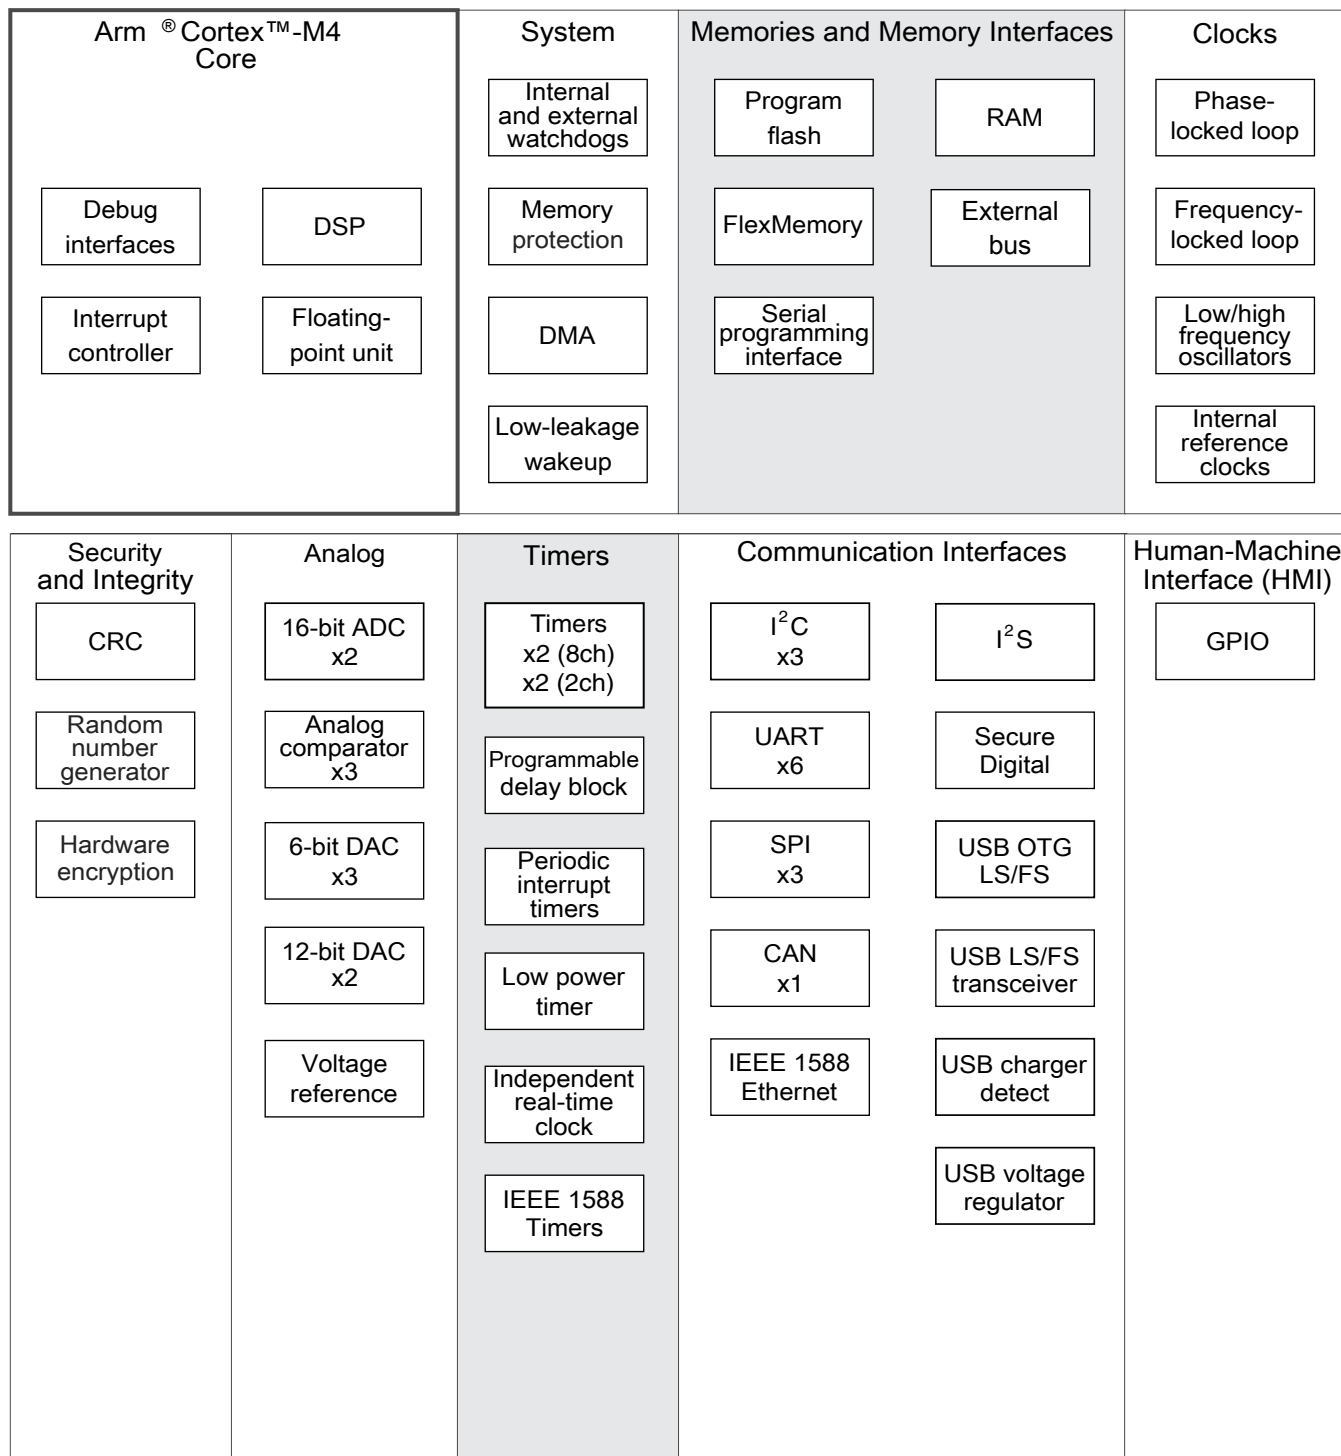 Arm ® Cortex™-M4
Core
Debug
interfaces
DSP
Interrupt
controller
Floating-
point unit
System
Internal
and external
watchdogs
Memory
protection
DMA
Low-leakage
wakeup
Memories and Memory Interfaces
Program
flash
RAM
FlexMemory
External
bus
Serial
programming
interface
Clocks
Phase-
locked loop
Frequency-
locked loop
Low/high
frequency
oscillators
Internal
reference
clocks
Security
and Integrity
CRC
Random
number
generator
Hardware
encryption
Analog
16-bit ADC
x2
Analog
comparator
x3
6-bit DAC
x3
12-bit DAC
x2
Voltage
reference
Timers
Timers
x2 (8ch)
x2 (2ch)
Programmable
delay block
Periodic
interrupt
timers
Low power
timer
Independent
real-time
clock
IEEE 1588
Timers
Communication Interfaces
I²C
x3
UART
x6
SPI
x3
CAN
x1
IEEE 1588
Ethernet
I²S
Secure
Digital
USB OTG
LS/FS
USB LS/FS
transceiver
USB charger
detect
USB voltage
regulator
Human-Machine
Interface (HMI)
GPIO